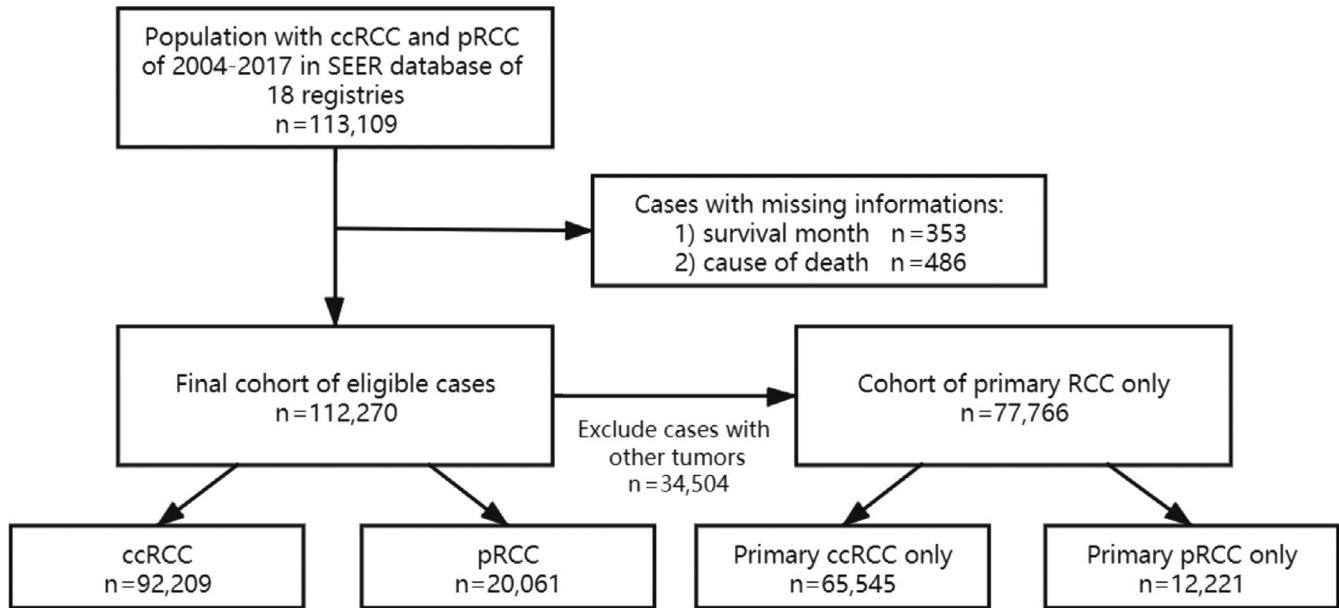 Population with ccRCC and pRCC
of 2004-2017 in SEER database of
18 registries
n=113,109
Cases with missing informations:
1) survival month n=353
2) cause of death n=486
Final cohort of eligible cases
n=112,270
Exclude cases with
other tumors
n=34,504
Cohort of primary RCC only
n=77,766
ccRCC
n=92,209
pRCC
n=20,061
Primary ccRCC only
n=65,545
Primary pRCC only
n=12,221